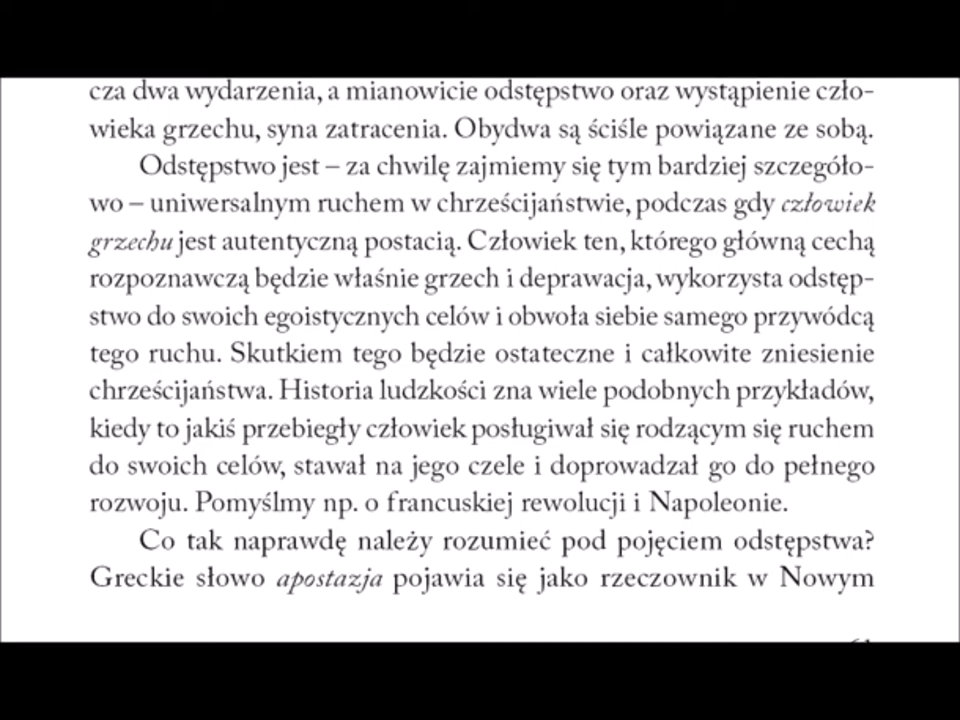 cza dwa wydarzenia, a mianowicie odstępstwo oraz wystąpienie czło-
wieka grzechu, syna zatracenia. Obydwa są ściśle powiązane ze sobą.
Odstępstwo jest – za chwilę zajmiemy się tym bardziej szczegóło-
wo – uniwersalnym ruchem w chrześcijaństwie, podczas gdy człowiek
grzechu jest autentyczną postacią. Człowiek ten, którego główną cechą
rozpoznawczą będzie właśnie grzech i deprawacja, wykorzysta odstęp-
stwo do swoich egoistycznych celów i obwoła siebie samego przywódcą
tego ruchu. Skutkiem tego będzie ostateczne i całkowite zniesienie
chrześcijaństwa. Historia ludzkości zna wiele podobnych przykładów,
kiedy to jakiś przebiegły człowiek posługiwał się rodzącym się ruchem
do swoich celów, stawał na jego czele i doprowadzał go do pełnego
rozwoju. Pomyślmy np. o francuskiej rewolucji i Napoleonie.
Co tak naprawdę należy rozumieć pod pojęciem odstępstwa?
Greckie słowo apostazja pojawia się jako rzeczownik w Nowym